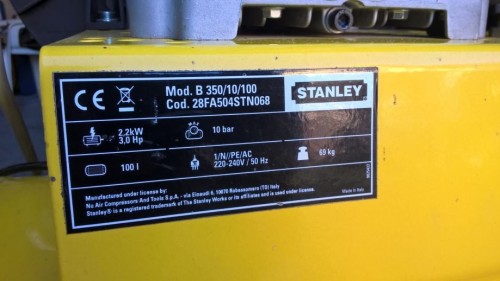 Mod. B 350/10/100
Cod. 28FA504STN068
STANLEY
2.2kW
3.0 Hp
10 bar
100 l
1/N//PE/AC
220-240V / 50 Hz
69 kg
Manufactured under license by:
Nu Air Compressors And Tools S.p.A. - via Einaudi 6, 10070 Robassomero (TO) Italy
Stanley® is a registered trademark of The Stanley Works or its affiliates and is used under license.
Made in Italy